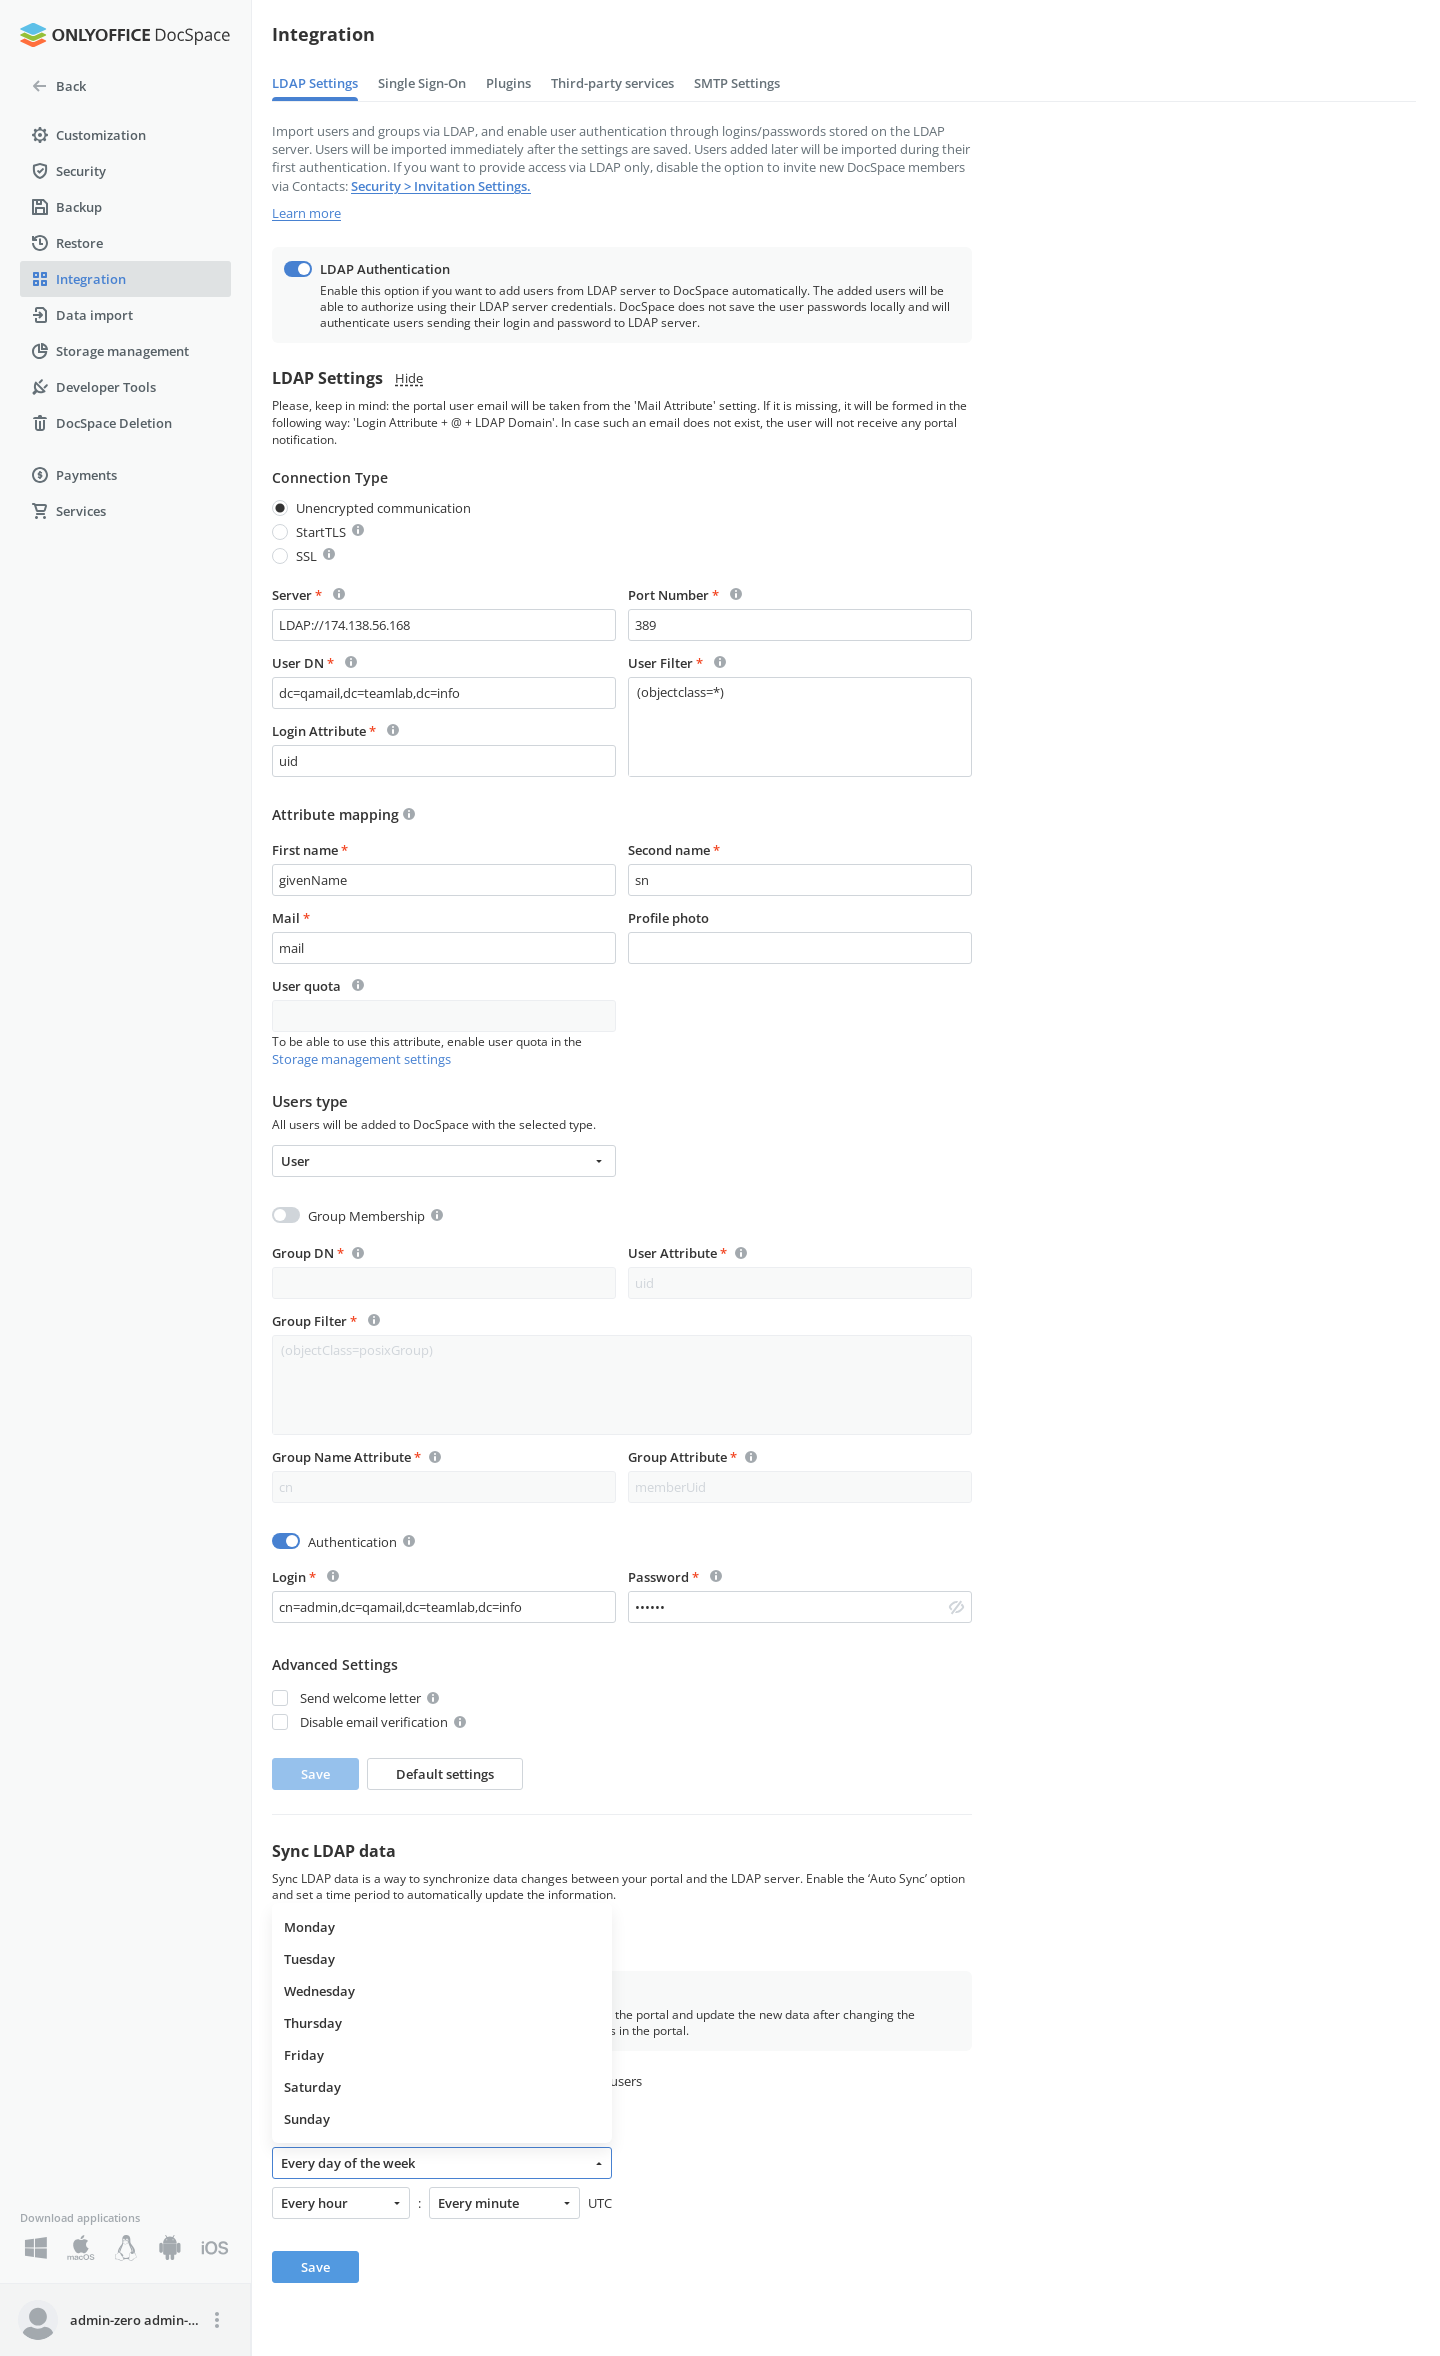 ONLYOFFICE DocSpace
Back
Customization
Security
Backup
Restore
Integration
Data import
Storage management
Developer Tools
DocSpace Deletion
Payments
Services
Download applications
macOS
iOS
admin-zero admin-...
Integration
LDAP Settings Single Sign-On Plugins Third-party services SMTP Settings
Import users and groups via LDAP, and enable user authentication through logins/passwords stored on the LDAP
server. Users will be imported immediately after the settings are saved. Users added later will be imported during their
first authentication. If you want to provide access via LDAP only, disable the option to invite new DocSpace members
via Contacts: Security > Invitation Settings.
Learn more
LDAP Authentication
Enable this option if you want to add users from LDAP server to DocSpace automatically. The added users will be
able to authorize using their LDAP server credentials. DocSpace does not save the user passwords locally and will
authenticate users sending their login and password to LDAP server.
LDAP Settings Hide
Please, keep in mind: the portal user email will be taken from the 'Mail Attribute' setting. If it is missing, it will be formed in the
following way: 'Login Attribute + @ + LDAP Domain'. In case such an email does not exist, the user will not receive any portal
notification.
Connection Type
Unencrypted communication
StartTLS
SSL
Server * Port Number *
LDAP://174.138.56.168 389
User DN * User Filter *
dc=qamail,dc=teamlab,dc=info (objectclass=*)
Login Attribute *
uid
Attribute mapping
First name * Second name *
givenName sn
Mail * Profile photo
mail
User quota
To be able to use this attribute, enable user quota in the
Storage management settings
Users type
All users will be added to DocSpace with the selected type.
User
Group Membership
Group DN * User Attribute *
uid
Group Filter *
(objectClass=posixGroup)
Group Name Attribute * Group Attribute *
cn memberUid
Authentication
Login * Password *
cn=admin,dc=qamail,dc=teamlab,dc=info ••••••
Advanced Settings
Send welcome letter
Disable email verification
Save Default settings
Sync LDAP data
Sync LDAP data is a way to synchronize data changes between your portal and the LDAP server. Enable the ‘Auto Sync’ option
and set a time period to automatically update the information.
Monday
Tuesday
Wednesday
the portal and update the new data after changing the
Thursday
s in the portal.
Friday
Saturday
users
Sunday
Every day of the week
Every hour : Every minute UTC
Save